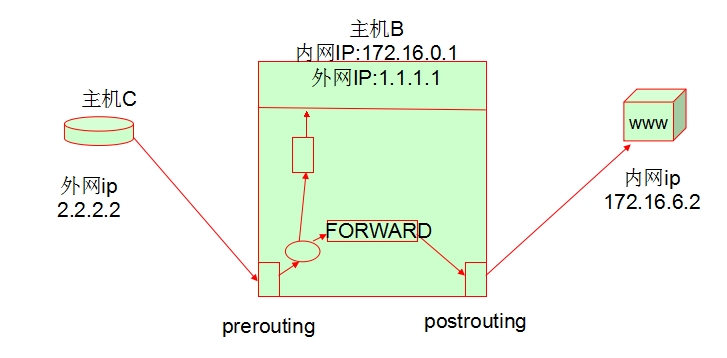 主机B
内网IP:172.16.0.1
外网IP:1.1.1.1
主机C
外网ip
2.2.2.2
www
内网ip
172.16.6.2
FORWARD
prerouting
postrouting